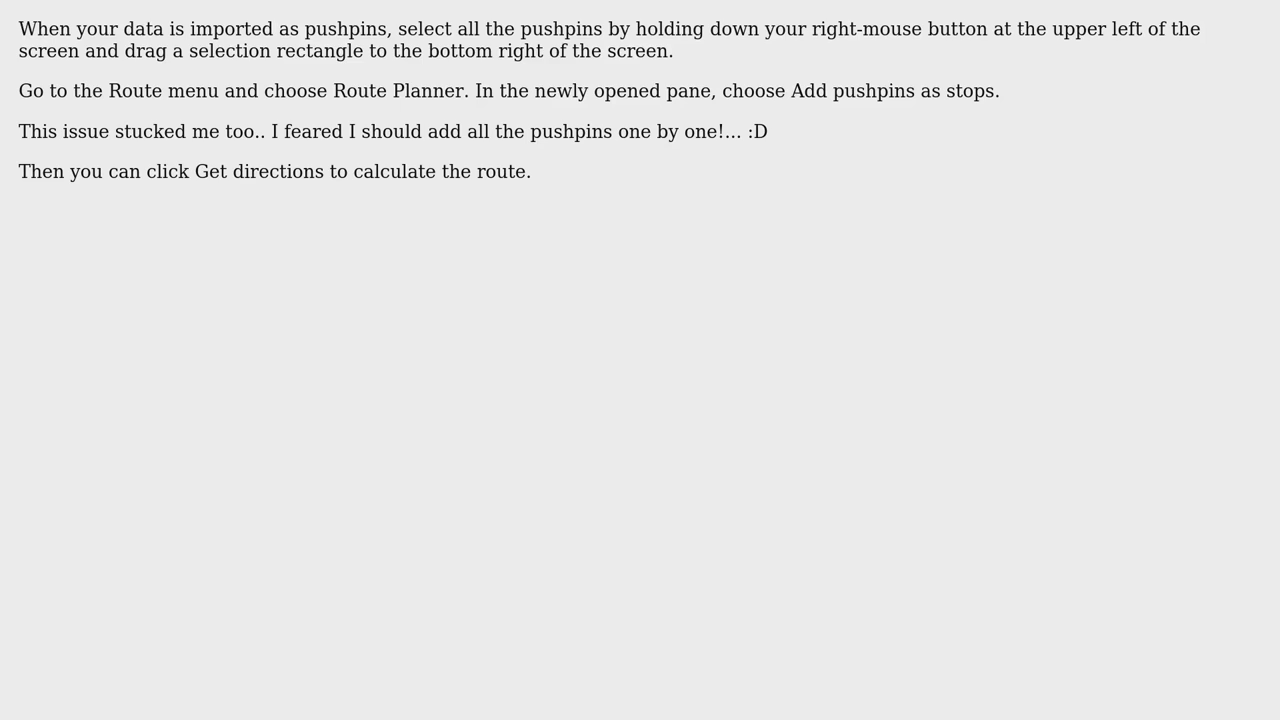 When your data is imported as pushpins, select all the pushpins by holding down your right-mouse button at the upper left of the
screen and drag a selection rectangle to the bottom right of the screen.
Go to the Route menu and choose Route Planner. In the newly opened pane, choose Add pushpins as stops.
This issue stucked me too.. I feared I should add all the pushpins one by one!... :D
Then you can click Get directions to calculate the route.